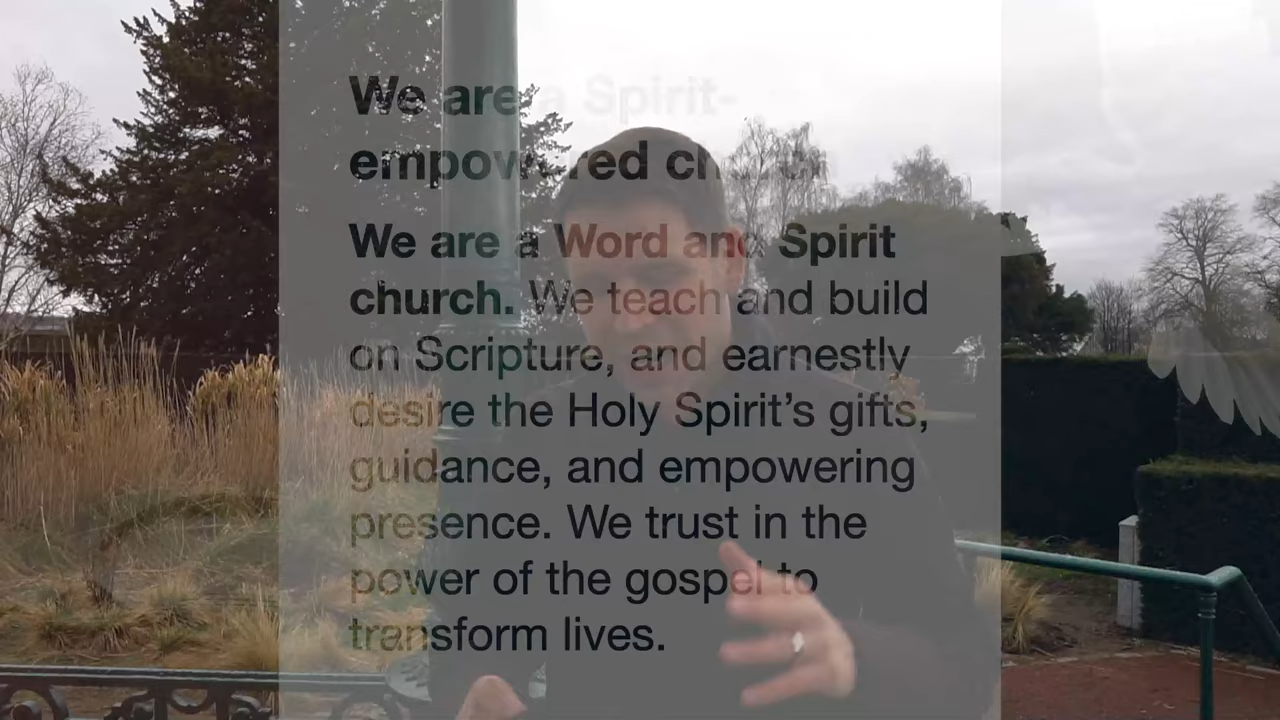 We are a Spirit-
empowered church
We are a Word and Spirit
church. We teach and build
on Scripture, and earnestly
desire the Holy Spirit’s gifts,
guidance, and empowering
presence. We trust in the
power of the gospel to
transform lives.